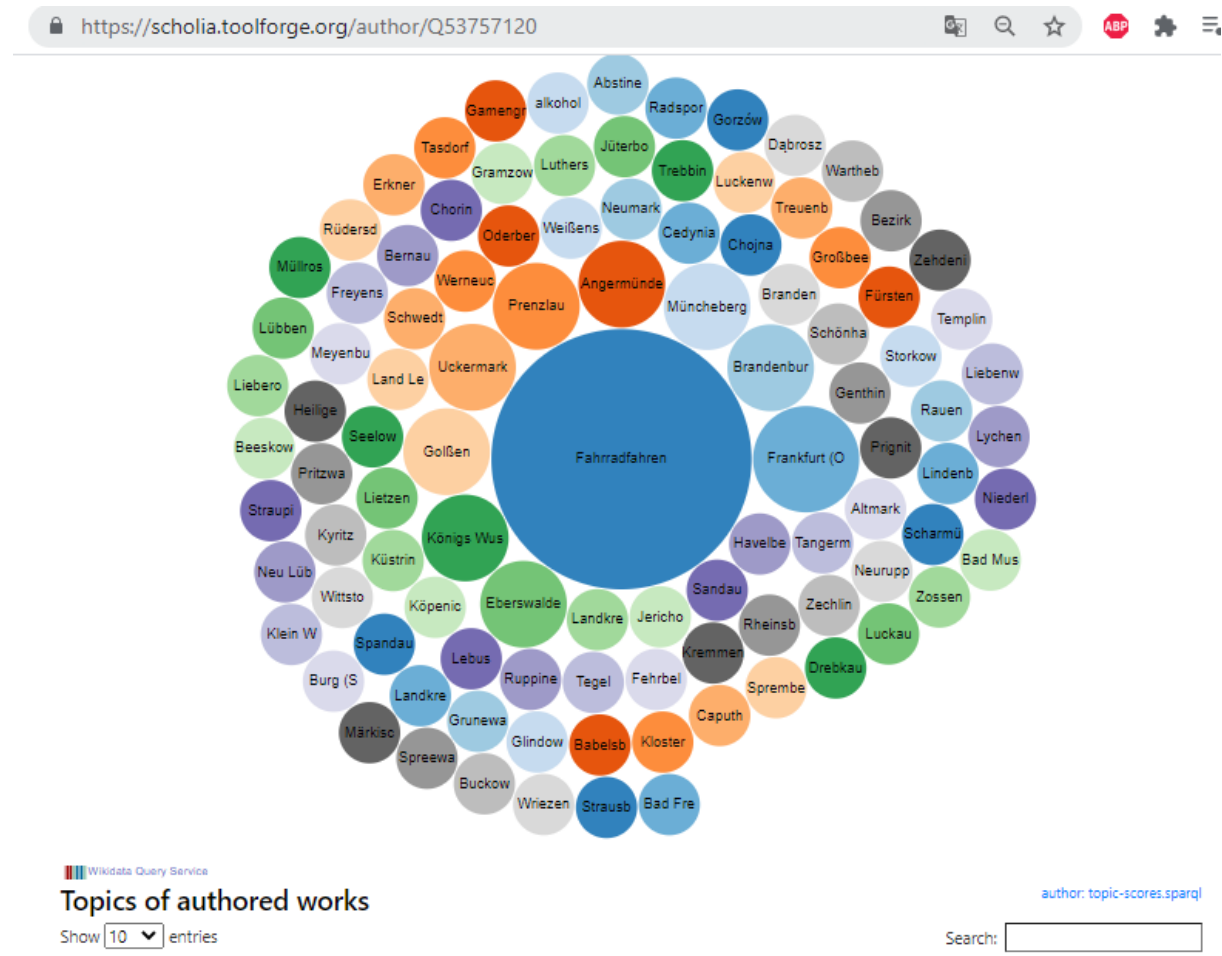 https://scholia.toolforge.org/author/Q53757120
ABP
Abstine
alkohol
Radspor
Gamengr
Gorzów
Dąbrosz
Tasdorf
Jüterbo
Luthers
Trebbin
Gramzow
Wartheb
Luckenw
Erkner
Chorin
Neumark
Treuenb
Bezirk
Rüdersd
Oderber
Weißens
Cedynia
Chojna
Bernau
Großbee
Zehdeni
Müllros
Freyens
Werneuc
Prenzlau
Angermünde
Müncheberg
Branden
Fürsten
Schwedt
Templin
Lübben
Schönha
Meyenbu
Storkow
Uckermark
Brandenbur
Liebenw
Land Le
Liebero
Genthin
Heilige
Rauen
Seelow
Lychen
Beeskow
Golßen
Fahrradfahren
Frankfurt (O
Prignit
Pritzwa
Lindenb
Lietzen
Niederl
Straupi
Altmark
Kyritz
Königs Wus
Havelbe
Tangerm
Scharmü
Küstrin
Bad Mus
Neu Lüb
Neurupp
Sandau
Wittsto
Zossen
Köpenic
Eberswalde
Zechlin
Landkre
Jericho
Rheinsb
Klein W
Luckau
Spandau
Kremmen
Lebus
Drebkau
Burg (S
Ruppine
Tegel
Fehrbel
Sprembe
Landkre
Caputh
Grunewa
Märkisc
Glindow
Babelsb
Kloster
Spreewa
Buckow
Wriezen
Strausb
Bad Fre
Wikidata Query Service
Topics of authored works
author: topic-scores.sparql
Show 10 entries
Search: